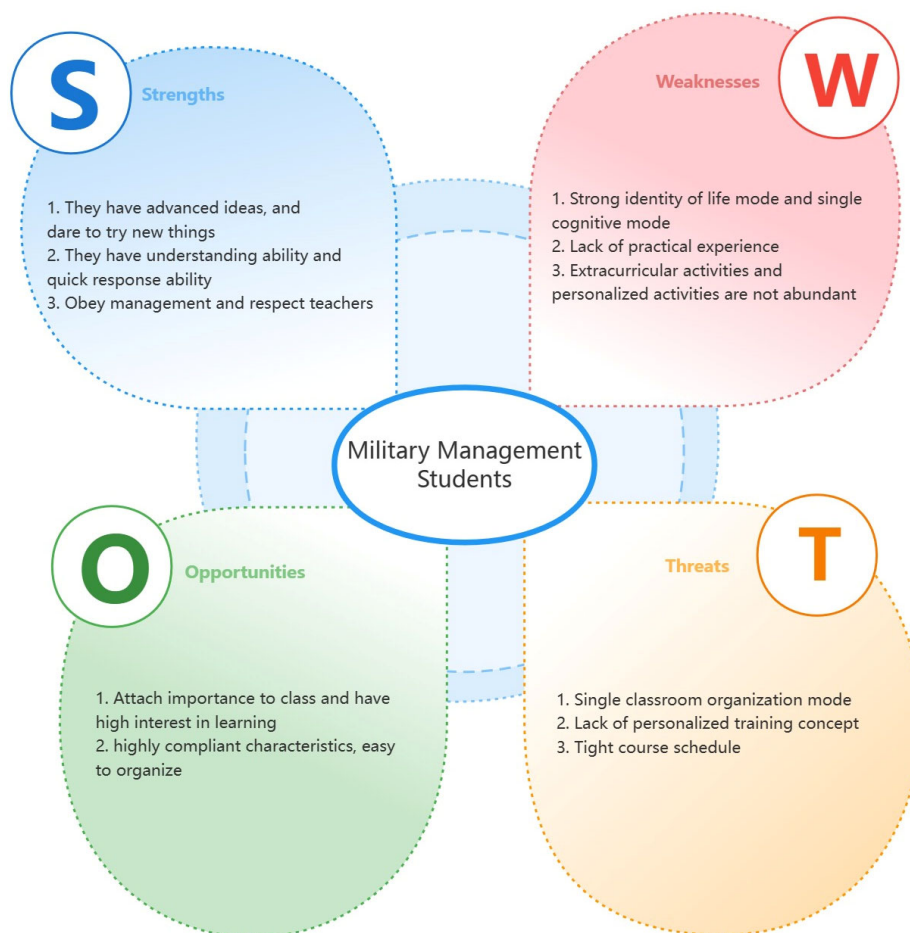 S
Strengths
1. They have advanced ideas, and
dare to try new things
2. They have understanding ability and
quick response ability
3. Obey management and respect teachers
Weaknesses
W
1. Strong identity of life mode and single
cognitive mode
2. Lack of practical experience
3. Extracurricular activities and
personalized activities are not abundant
Military Management
Students
O
Opportunities
1. Attach importance to class and have
high interest in learning
2. highly compliant characteristics, easy
to organize
Threats
T
1. Single classroom organization mode
2. Lack of personalized training concept
3. Tight course schedule